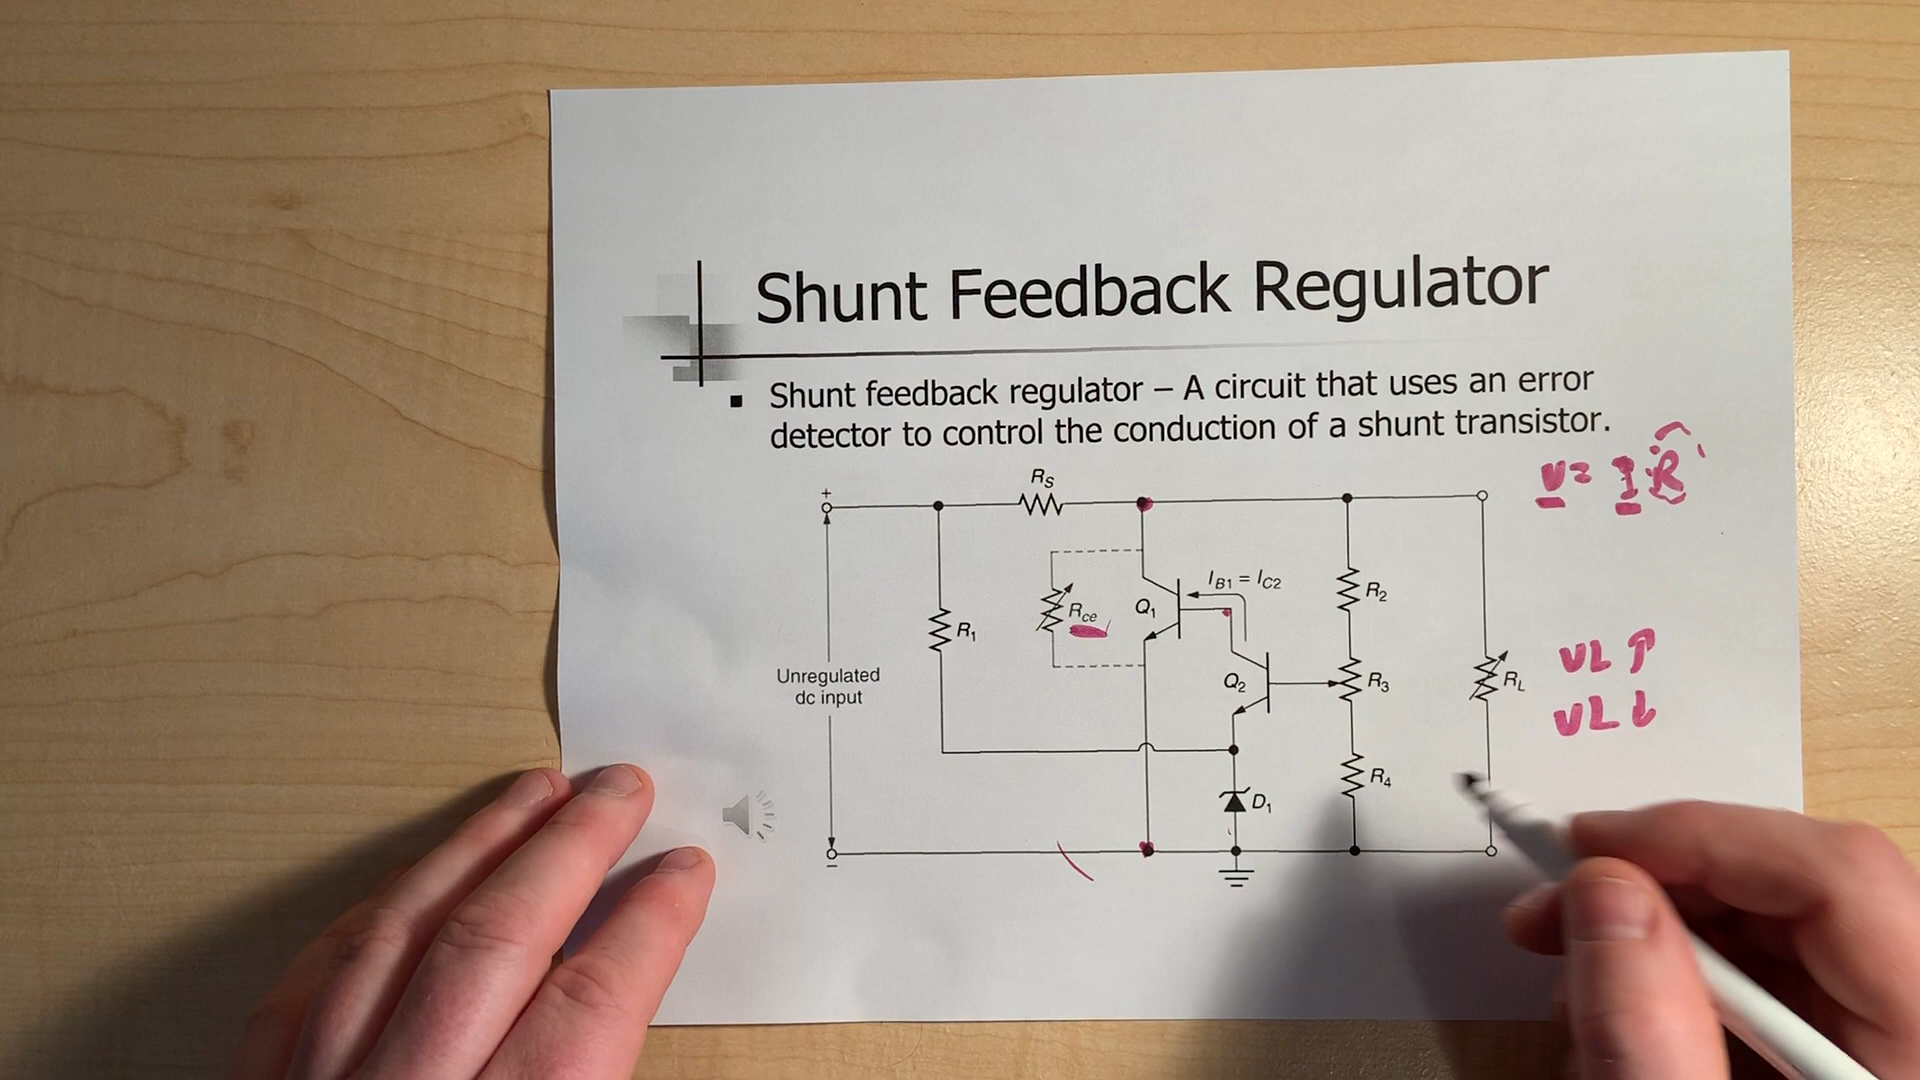 Shunt Feedback Regulator
▪ Shunt feedback regulator – A circuit that uses an error
detector to control the conduction of a shunt transistor.
V = I R
RS
+
IB1 = IC2
R2
Rce
Q1
R1
VL ↑
Unregulated
dc input
Q2
R3
RL
VL ↓
R4
D1
–